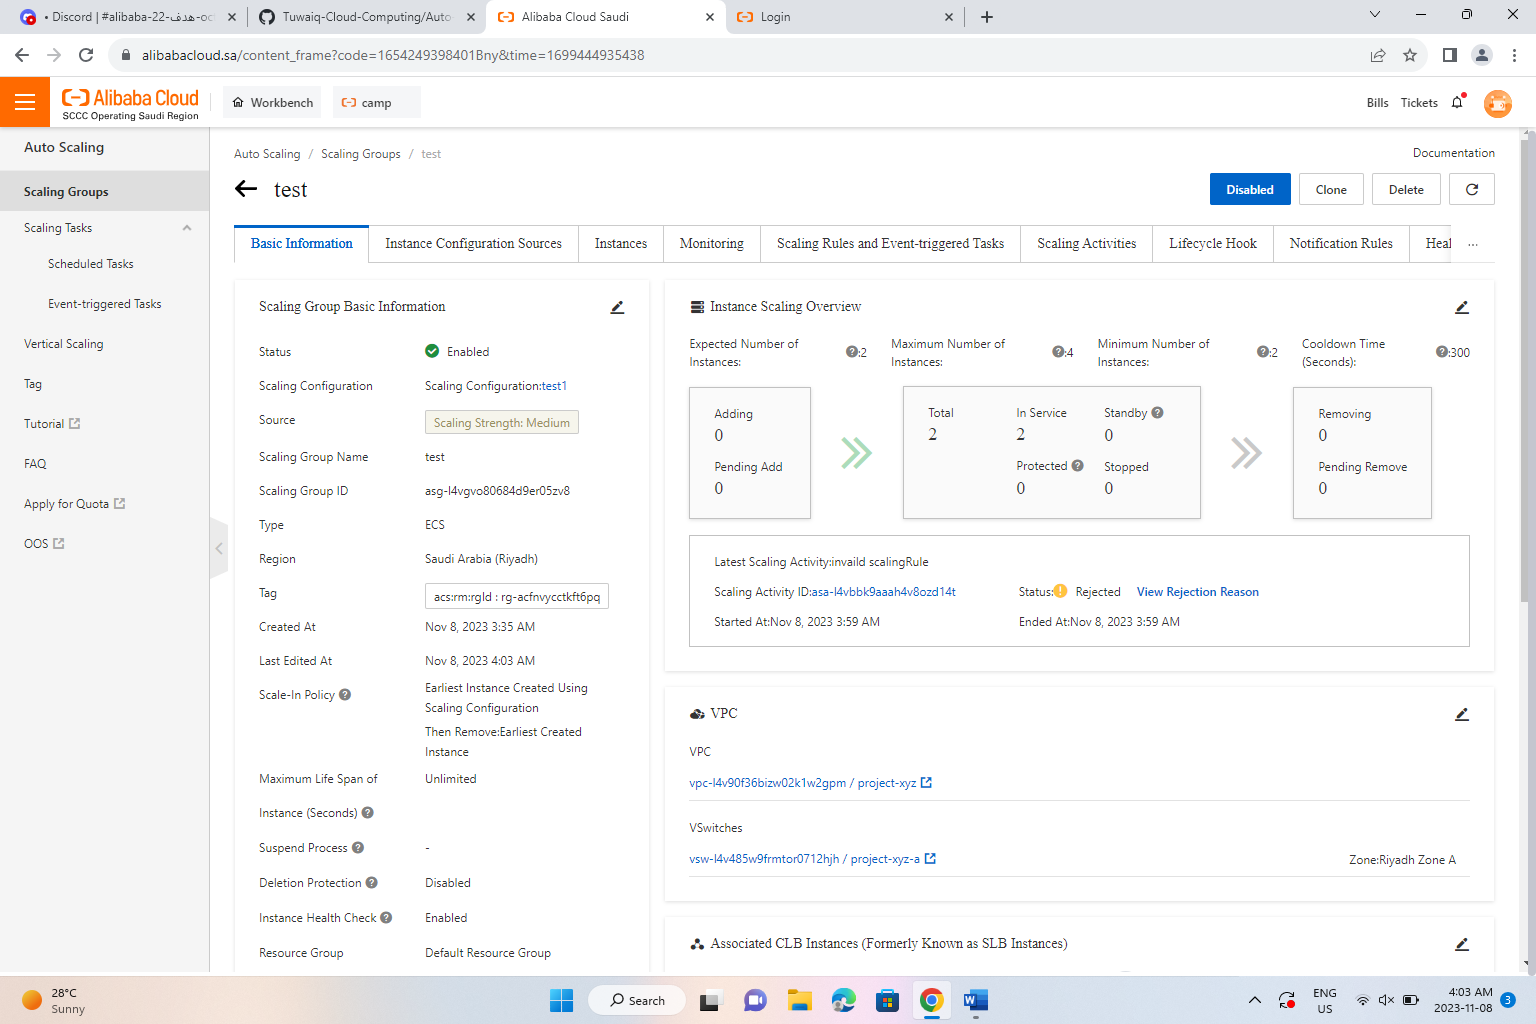 • Discord | #alibaba-22-هدف-oc
Tuwaiq-Cloud-Computing/Auto-
Alibaba Cloud Saudi
Login
alibabacloud.sa/content_frame?code=1654249398401Bny&time=1699444935438
Alibaba Cloud
SCCC Operating Saudi Region
Workbench
camp
Bills
Tickets
Auto Scaling
Scaling Groups
Scaling Tasks
Scheduled Tasks
Event-triggered Tasks
Vertical Scaling
Tag
Tutorial
FAQ
Apply for Quota
OOS
Auto Scaling / Scaling Groups / test
Documentation
test
Disabled
Clone
Delete
Basic Information
Instance Configuration Sources
Instances
Monitoring
Scaling Rules and Event-triggered Tasks
Scaling Activities
Lifecycle Hook
Notification Rules
Heal
...
Scaling Group Basic Information
Status Enabled
Scaling Configuration Scaling Configuration:test1
Source Scaling Strength: Medium
Scaling Group Name test
Scaling Group ID asg-l4vgvo80684d9er05zv8
Type ECS
Region Saudi Arabia (Riyadh)
Tag acs:rm:rgId : rg-acfnvycctkft6pq
Created At Nov 8, 2023 3:35 AM
Last Edited At Nov 8, 2023 4:03 AM
Scale-In Policy Earliest Instance Created Using
Scaling Configuration
Then Remove:Earliest Created
Instance
Maximum Life Span of Unlimited
Instance (Seconds)
Suspend Process -
Deletion Protection Disabled
Instance Health Check Enabled
Resource Group Default Resource Group
Instance Scaling Overview
Expected Number of
Instances: :2
Maximum Number of
Instances: :4
Minimum Number of
Instances: :2
Cooldown Time
(Seconds): :300
Adding
0
Pending Add
0
Total
2
In Service
2
Standby
0
Protected
0
Stopped
0
Removing
0
Pending Remove
0
Latest Scaling Activity:invaild scalingRule
Scaling Activity ID:asa-l4vbbk9aaah4v8ozd14t
Status: Rejected View Rejection Reason
Started At:Nov 8, 2023 3:59 AM
Ended At:Nov 8, 2023 3:59 AM
VPC
VPC
vpc-l4v90f36bizw02k1w2gpm / project-xyz
VSwitches
vsw-l4v485w9frmtor0712hjh / project-xyz-a
Zone:Riyadh Zone A
Associated CLB Instances (Formerly Known as SLB Instances)
28°C
Sunny
Search
ENG
US
4:03 AM
2023-11-08
3